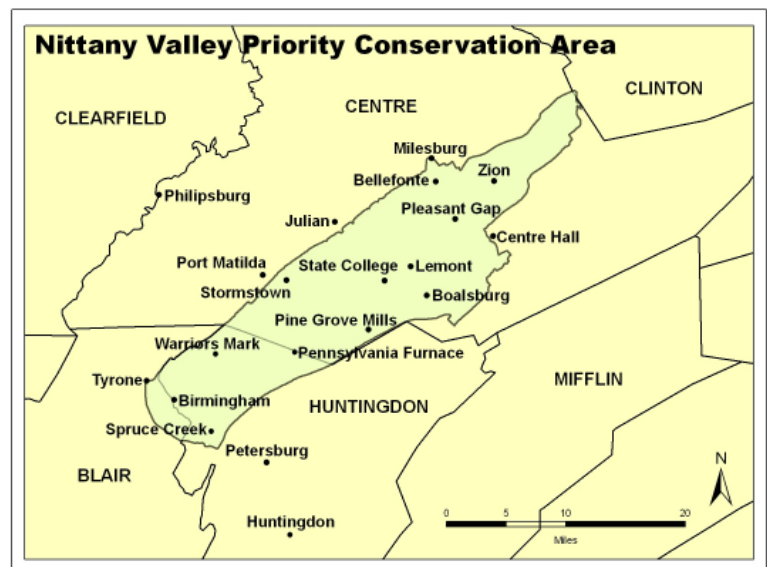 Nittany Valley Priority Conservation Area
CLINTON
CENTRE
CLEARFIELD
Milesburg
Zion
Bellefonte
Philipsburg
Pleasant Gap
Julian
Centre Hall
Port Matilda
State College
Lemont
Stormstown
Boalsburg
Pine Grove Mills
Warriors Mark
Pennsylvania Furnace
Tyrone
MIFFLIN
Birmingham
HUNTINGDON
Spruce Creek
Petersburg
BLAIR
N
Huntingdon
0 5 10 20
Miles